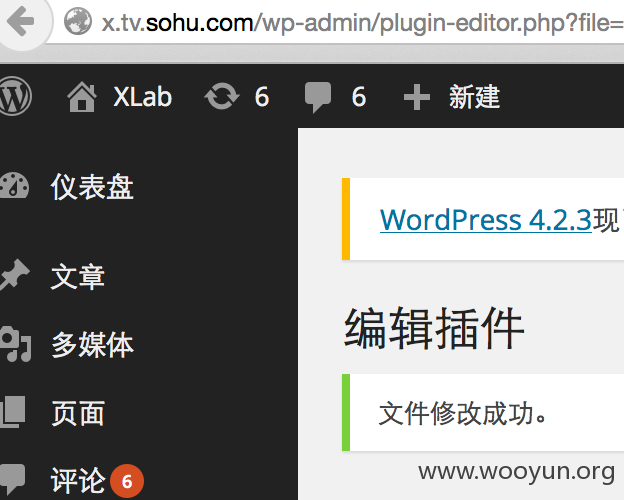 x.tv.sohu.com/wp-admin/plugin-editor.php?file=
XLab 6 6 新建
仪表盘
文章
多媒体
页面
评论 6
WordPress 4.2.3现
编辑插件
文件修改成功。
www.wooyun.org